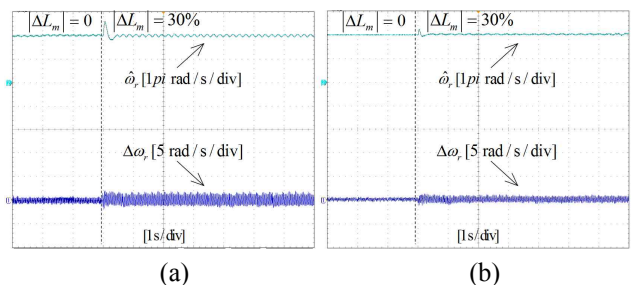 |ΔL_m| = 0 |ΔL_m| = 30%
ω̂_r [1pi rad / s / div]
Δω_r [5 rad / s / div]
[1s/div]
(a)
|ΔL_m| = 0 |ΔL_m| = 30%
ω̂_r [1pi rad / s / div]
Δω_r [5 rad / s / div]
[1s/div]
(b)